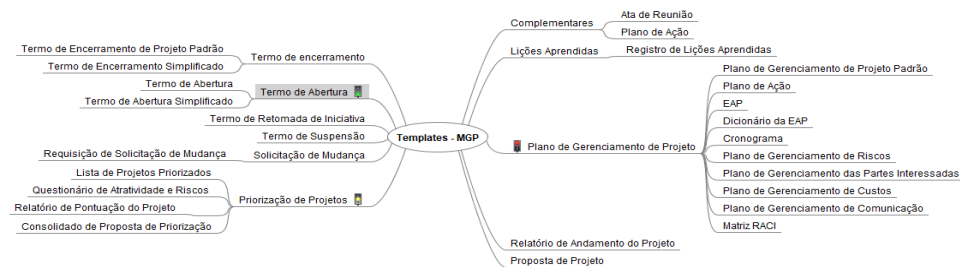 Termo de Encerramento de Projeto Padrão
Termo de Encerramento Simplificado
Termo de encerramento
Termo de Abertura
Termo de Abertura Simplificado
Termo de Abertura
Termo de Retomada de Iniciativa
Termo de Suspensão
Requisição de Solicitação de Mudança
Solicitação de Mudança
Lista de Projetos Priorizados
Questionário de Atratividade e Riscos
Relatório de Pontuação do Projeto
Consolidado de Proposta de Priorização
Priorização de Projetos
Templates - MGP
Complementares
Ata de Reunião
Plano de Ação
Lições Aprendidas
Registro de Lições Aprendidas
Plano de Gerenciamento de Projeto
Plano de Gerenciamento de Projeto Padrão
Plano de Ação
EAP
Dicionário da EAP
Cronograma
Plano de Gerenciamento de Riscos
Plano de Gerenciamento das Partes Interessadas
Plano de Gerenciamento de Custos
Plano de Gerenciamento de Comunicação
Matriz RACI
Relatório de Andamento do Projeto
Proposta de Projeto